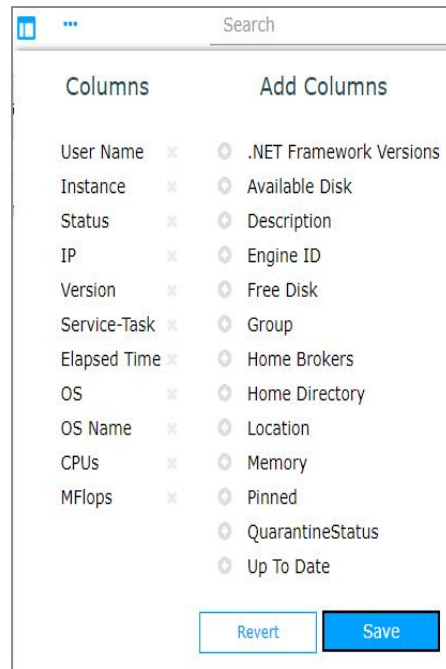 Search
Columns
Add Columns
User Name
.NET Framework Versions
Instance
Available Disk
Status
Description
IP
Engine ID
Version
Free Disk
Service-Task
Group
Elapsed Time
Home Brokers
OS
Home Directory
OS Name
Location
CPUs
Memory
MFlops
Pinned
QuarantineStatus
Up To Date
Revert
Save